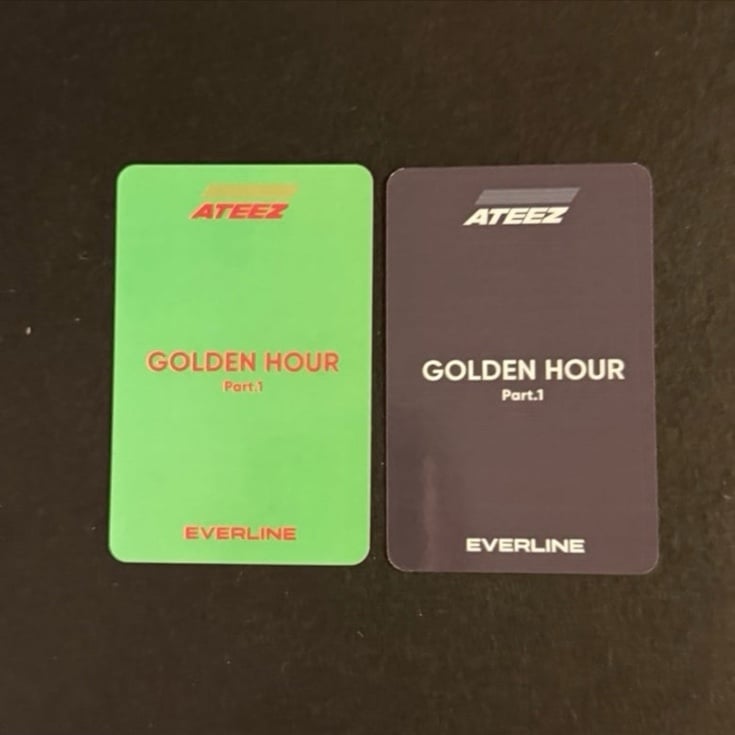 ATEEZ
GOLDEN HOUR
Part.1
EVERLINE
ATEEZ
GOLDEN HOUR
Part.1
EVERLINE